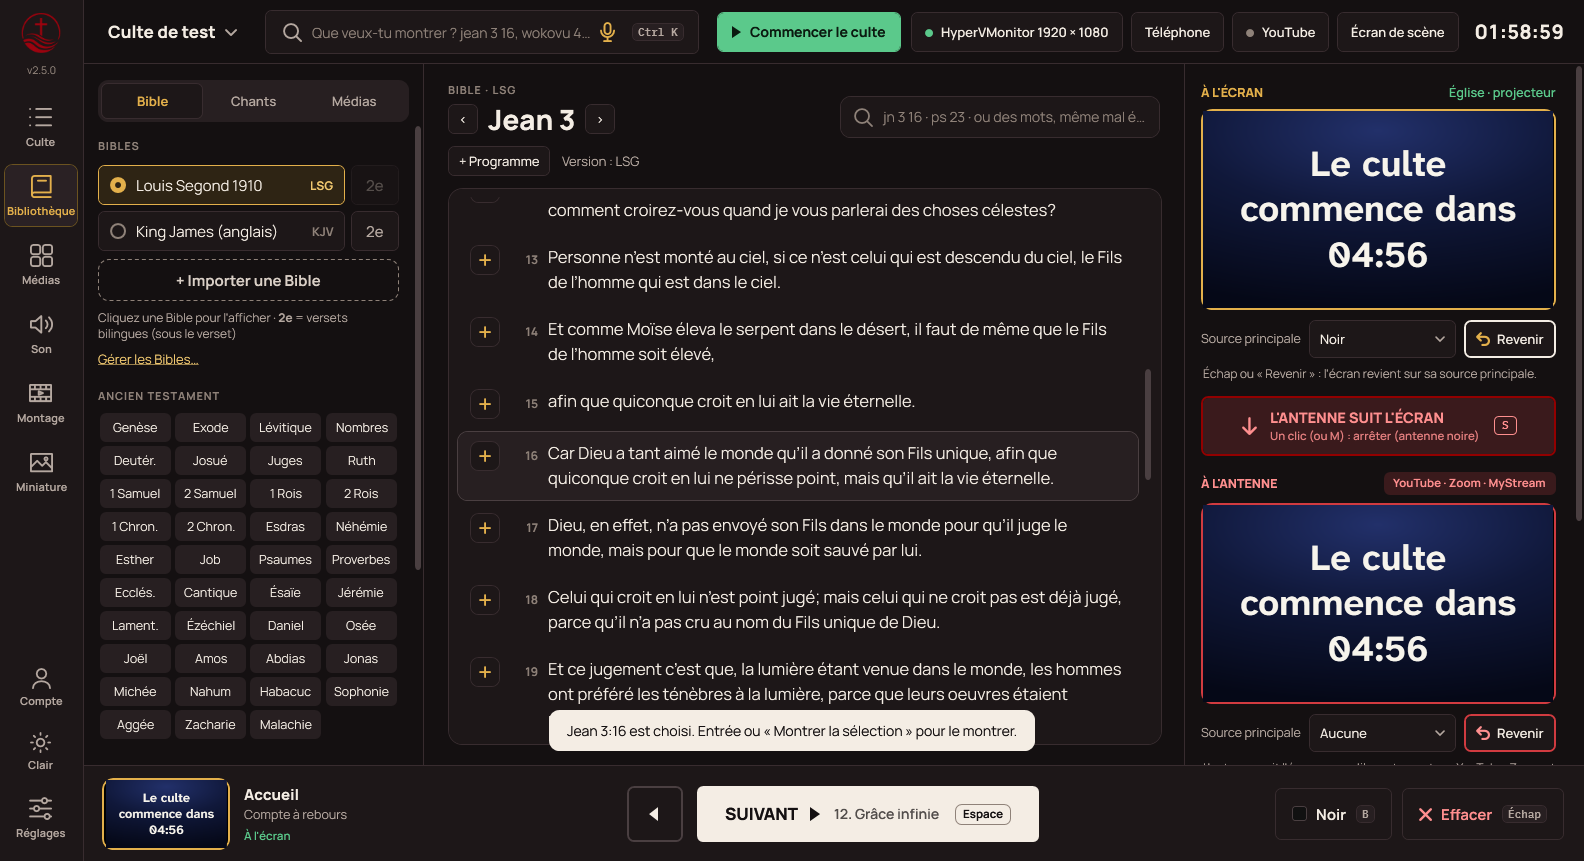 Culte de test
Que veux-tu montrer ? jean 3 16, wokovu 4...
Ctrl K
Commencer le culte
HyperVMonitor 1920 × 1080
Téléphone
YouTube
Écran de scène
01:58:59
v2.5.0
Culte
Bibliothèque
Médias
Son
Montage
Miniature
Compte
Clair
Réglages
Bible
Chants
Médias
BIBLES
Louis Segond 1910
LSG
2e
King James (anglais)
KJV
2e
+ Importer une Bible
Cliquez une Bible pour l'afficher · 2e = versets
bilingues (sous le verset)
Gérer les Bibles...
ANCIEN TESTAMENT
Genèse Exode Lévitique Nombres
Deutér. Josué Juges Ruth
1 Samuel 2 Samuel 1 Rois 2 Rois
1 Chron. 2 Chron. Esdras Néhémie
Esther Job Psaumes Proverbes
Ecclés. Cantique Ésaïe Jérémie
Lament. Ézéchiel Daniel Osée
Joël Amos Abdias Jonas
Michée Nahum Habacuc Sophonie
Aggée Zacharie Malachie
BIBLE · LSG
‹ Jean 3 ›
jn 3 16 · ps 23 · ou des mots, même mal é...
+ Programme
Version : LSG
comment croirez-vous quand je vous parlerai des choses célestes?
+ 13 Personne n'est monté au ciel, si ce n'est celui qui est descendu du ciel, le Fils
de l'homme qui est dans le ciel.
+ 14 Et comme Moïse éleva le serpent dans le désert, il faut de même que le Fils
de l'homme soit élevé,
+ 15 afin que quiconque croit en lui ait la vie éternelle.
+ 16 Car Dieu a tant aimé le monde qu'il a donné son Fils unique, afin que
quiconque croit en lui ne périsse point, mais qu'il ait la vie éternelle.
+ 17 Dieu, en effet, n'a pas envoyé son Fils dans le monde pour qu'il juge le
monde, mais pour que le monde soit sauvé par lui.
+ 18 Celui qui croit en lui n'est point jugé; mais celui qui ne croit pas est déjà jugé,
parce qu'il n'a pas cru au nom du Fils unique de Dieu.
+ 19 Et ce jugement c'est que, la lumière étant venue dans le monde, les hommes
ont préféré les ténèbres à la lumière, parce que leurs oeuvres étaient
Jean 3:16 est choisi. Entrée ou « Montrer la sélection » pour le montrer.
À L'ÉCRAN
Église · projecteur
Le culte
commence dans
04:56
Source principale
Noir
Revenir
Échap ou « Revenir » : l'écran revient sur sa source principale.
L'ANTENNE SUIT L'ÉCRAN
Un clic (ou M) : arrêter (antenne noire)
S
À L'ANTENNE
YouTube · Zoom · MyStream
Le culte
commence dans
04:56
Source principale
Aucune
Revenir
Le culte
commence dans
04:56
Accueil
Compte à rebours
À l'écran
SUIVANT
12. Grâce infinie
Espace
Noir
B
Effacer
Échap